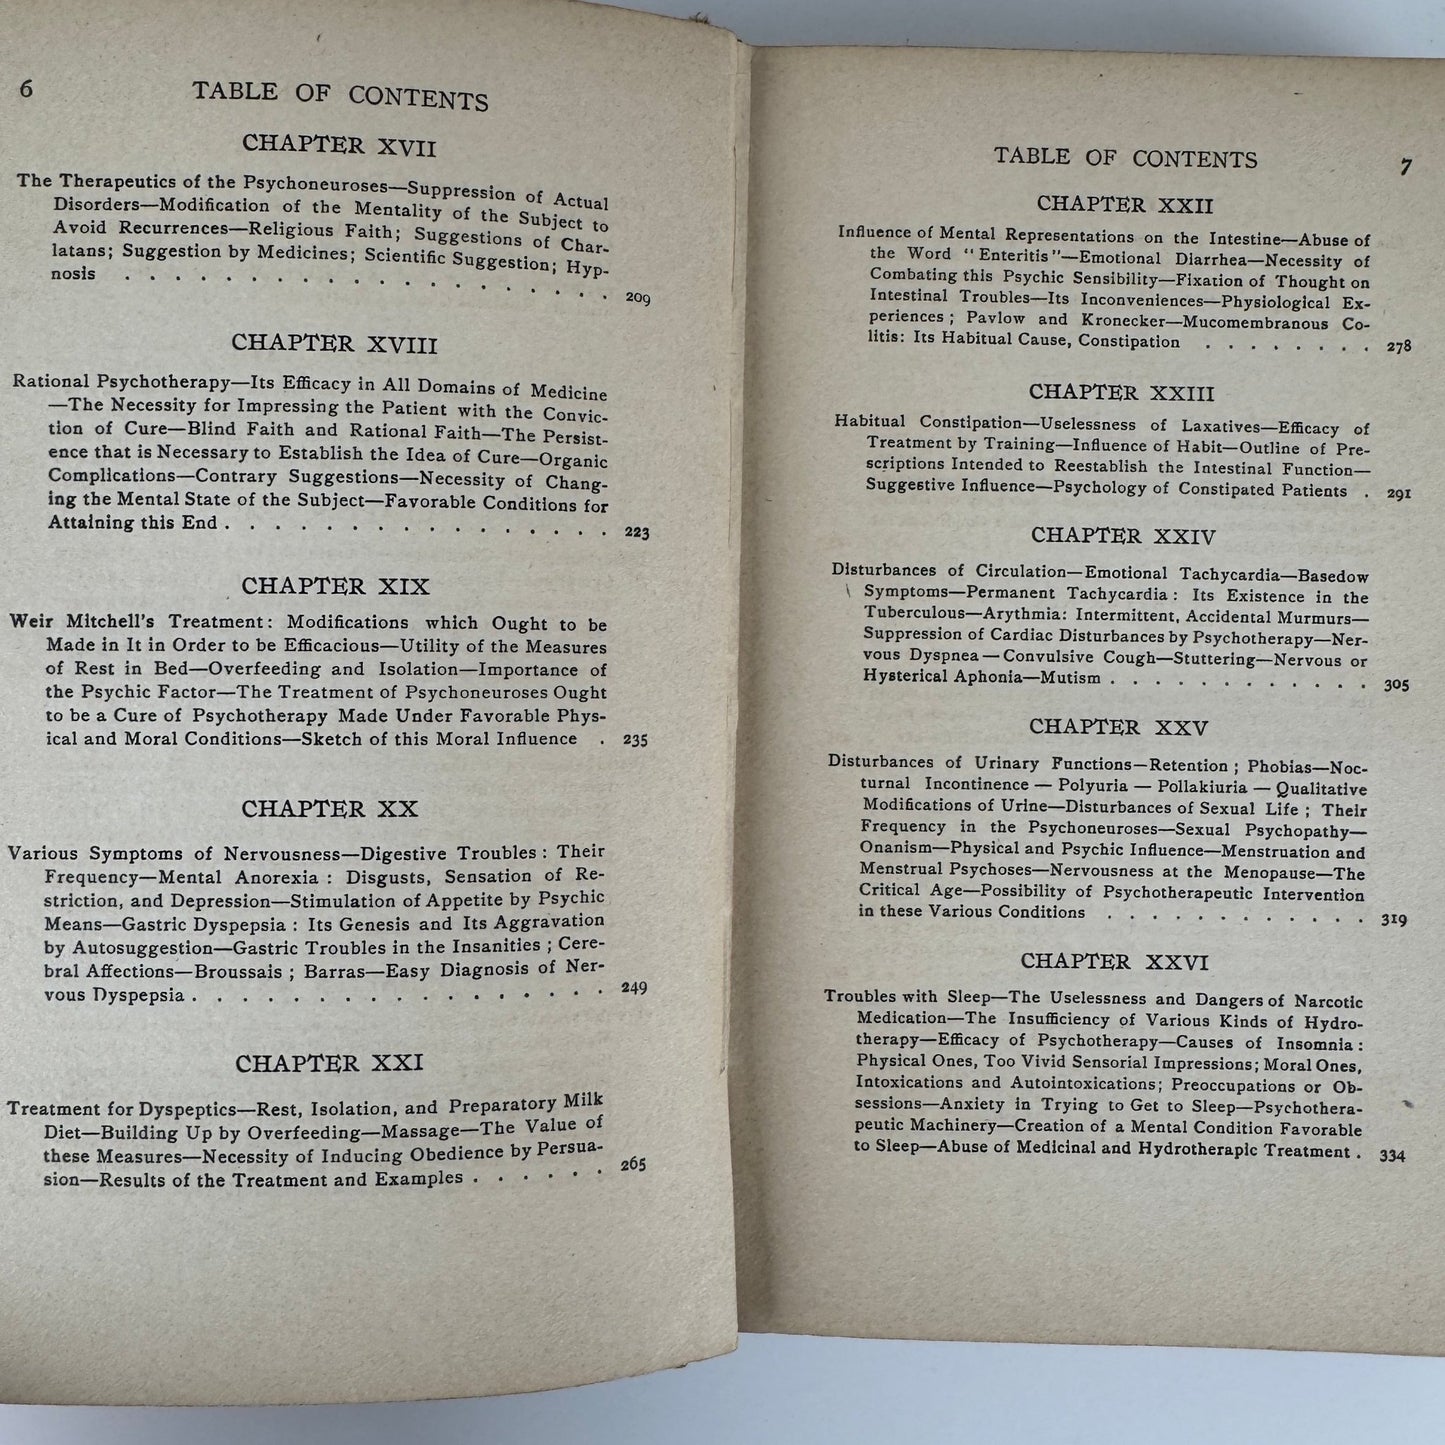 6
TABLE OF CONTENTS
CHAPTER XVII
The Therapeutics of the Psychoneuroses—Suppression of Actual
Disorders—Modification of the Mentality of the Subject to
Avoid Recurrences—Religious Faith; Suggestions of Char-
latans; Suggestion by Medicines; Scientific Suggestion; Hyp-
nosis . . . . . . . . . . . . . . . . . . . 209
CHAPTER XVIII
Rational Psychotherapy—Its Efficacy in All Domains of Medicine
—The Necessity for Impressing the Patient with the Convic-
tion of Cure—Blind Faith and Rational Faith—The Persist-
ence that is Necessary to Establish the Idea of Cure—Organic
Complications—Contrary Suggestions—Necessity of Chang-
ing the Mental State of the Subject—Favorable Conditions for
Attaining this End . . . . . . . . . . . . . . . . 223
CHAPTER XIX
Weir Mitchell's Treatment: Modifications which Ought to be
Made in It in Order to be Efficacious—Utility of the Measures
of Rest in Bed—Overfeeding and Isolation—Importance of
the Psychic Factor—The Treatment of Psychoneuroses Ought
to be a Cure of Psychotherapy Made Under Favorable Phys-
ical and Moral Conditions—Sketch of this Moral Influence . 235
CHAPTER XX
Various Symptoms of Nervousness—Digestive Troubles: Their
Frequency—Mental Anorexia: Disgusts, Sensation of Re-
striction, and Depression—Stimulation of Appetite by Psychic
Means—Gastric Dyspepsia: Its Genesis and Its Aggravation
by Autosuggestion—Gastric Troubles in the Insanities; Cere-
bral Affections—Broussais; Barras—Easy Diagnosis of Ner-
vous Dyspepsia . . . . . . . . . . . . . . . . . 249
CHAPTER XXI
Treatment for Dyspeptics—Rest, Isolation, and Preparatory Milk
Diet—Building Up by Overfeeding—Massage—The Value of
these Measures—Necessity of Inducing Obedience by Persua-
sion—Results of the Treatment and Examples . . . . . . 265
TABLE OF CONTENTS
7
CHAPTER XXII
Influence of Mental Representations on the Intestine—Abuse of
the Word "Enteritis"—Emotional Diarrhea—Necessity of
Combating this Psychic Sensibility—Fixation of Thought on
Intestinal Troubles—Its Inconveniences—Physiological Ex-
periences; Pavlow and Kronecker—Mucomembranous Co-
litis: Its Habitual Cause, Constipation . . . . . . . . 278
CHAPTER XXIII
Habitual Constipation—Uselessness of Laxatives—Efficacy of
Treatment by Training—Influence of Habit—Outline of Pre-
scriptions Intended to Reestablish the Intestinal Function—
Suggestive Influence—Psychology of Constipated Patients . 291
CHAPTER XXIV
Disturbances of Circulation—Emotional Tachycardia—Basedow
Symptoms—Permanent Tachycardia: Its Existence in the
Tuberculous—Arythmia: Intermittent, Accidental Murmurs—
Suppression of Cardiac Disturbances by Psychotherapy—Ner-
vous Dyspnea—Convulsive Cough—Stuttering—Nervous or
Hysterical Aphonia—Mutism . . . . . . . . . . . . 305
CHAPTER XXV
Disturbances of Urinary Functions—Retention; Phobias—Noc-
turnal Incontinence—Polyuria—Pollakiuria—Qualitative
Modifications of Urine—Disturbances of Sexual Life; Their
Frequency in the Psychoneuroses—Sexual Psychopathy—
Onanism—Physical and Psychic Influence—Menstruation and
Menstrual Psychoses—Nervousness at the Menopause—The
Critical Age—Possibility of Psychotherapeutic Intervention
in these Various Conditions . . . . . . . . . . . . 319
CHAPTER XXVI
Troubles with Sleep—The Uselessness and Dangers of Narcotic
Medication—The Insufficiency of Various Kinds of Hydro-
therapy—Efficacy of Psychotherapy—Causes of Insomnia:
Physical Ones, Too Vivid Sensorial Impressions; Moral Ones,
Intoxications and Autointoxications; Preoccupations or Ob-
sessions—Anxiety in Trying to Get to Sleep—Psychothera-
peutic Machinery—Creation of a Mental Condition Favorable
to Sleep—Abuse of Medicinal and Hydrotherapic Treatment . 334